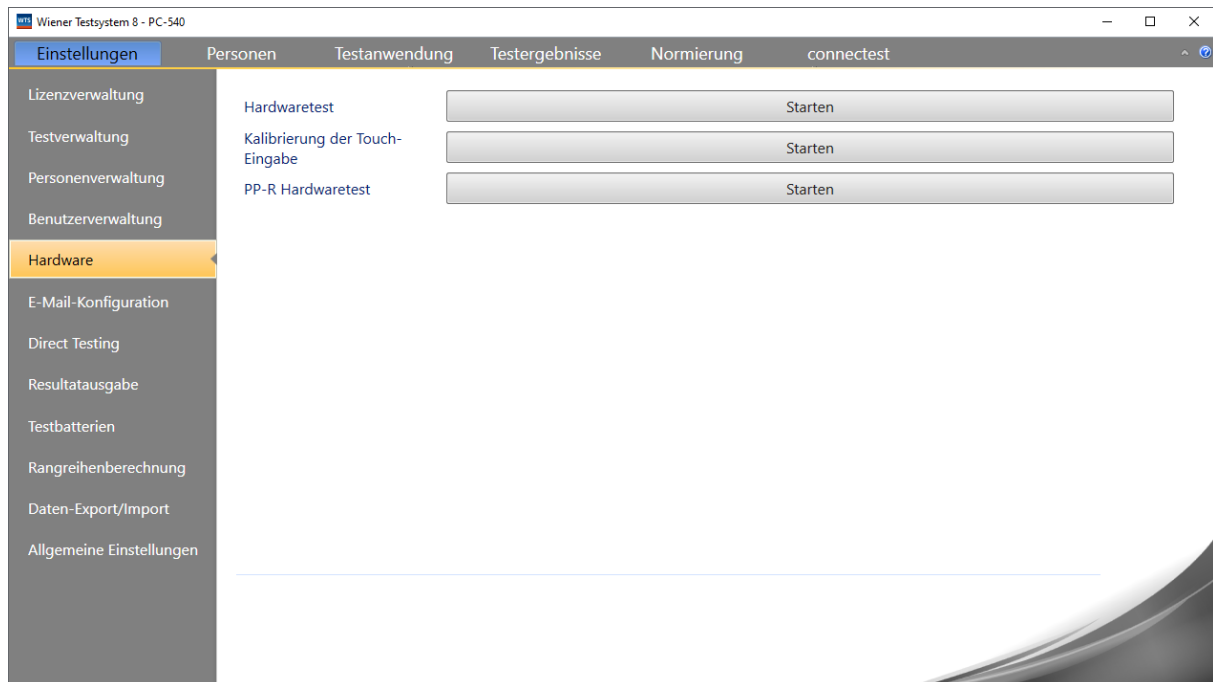 WTS Wiener Testsystem 8 - PC-540
Einstellungen Personen Testanwendung Testergebnisse Normierung connectest
Lizenzverwaltung
Testverwaltung
Personenverwaltung
Benutzerverwaltung
Hardware
E-Mail-Konfiguration
Direct Testing
Resultatausgabe
Testbatterien
Rangreihenberechnung
Daten-Export/Import
Allgemeine Einstellungen
Hardwaretest Starten
Kalibrierung der Touch-
Eingabe Starten
PP-R Hardwaretest Starten